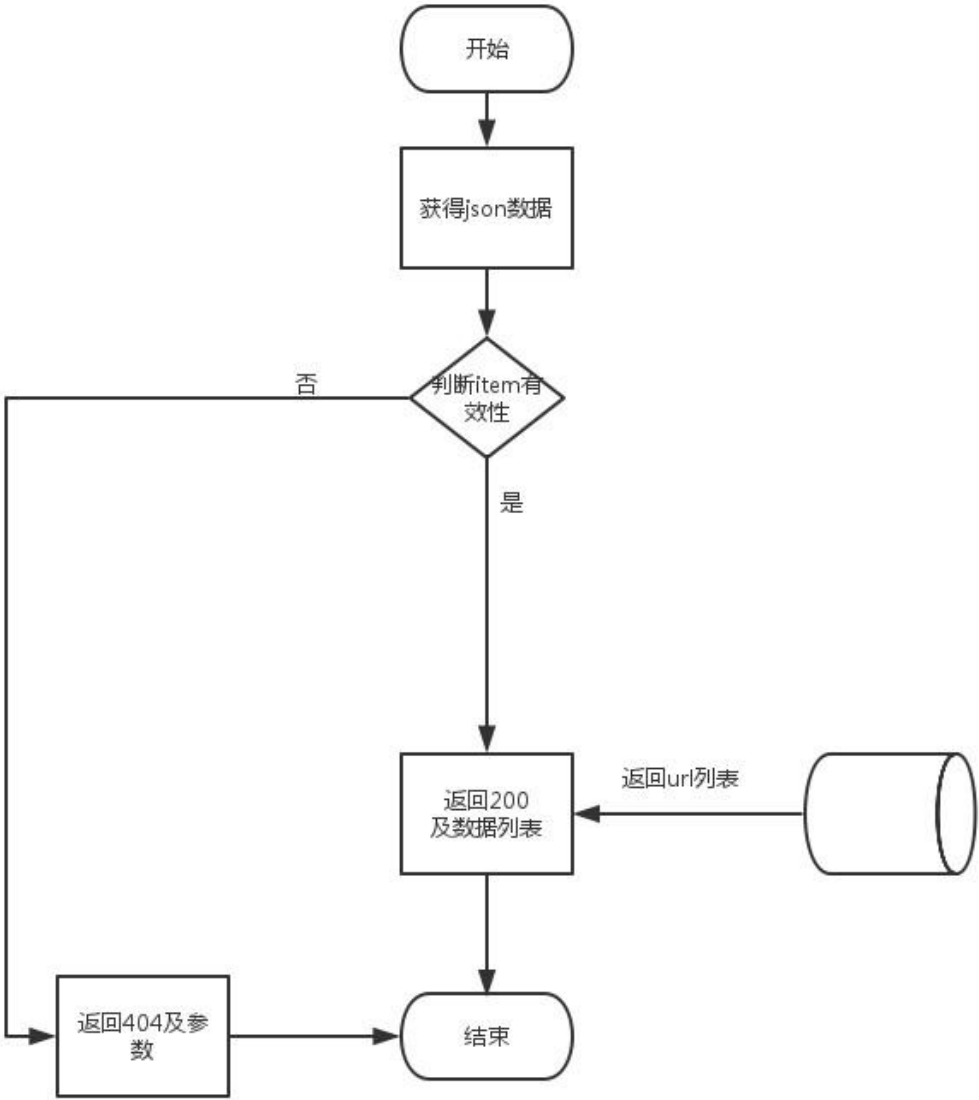 开始
获得json数据
否
判断item有
效性
是
返回200
及数据列表
返回url列表
返回404及参
数
结束